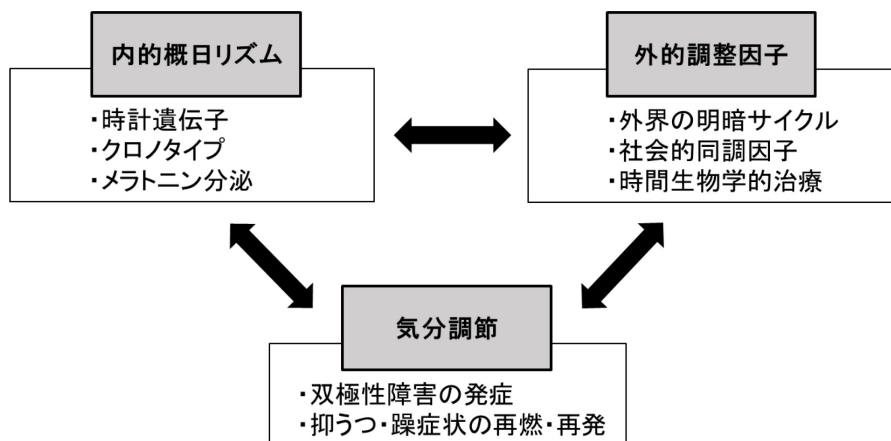 内的概日リズム
・時計遺伝子
・クロノタイプ
・メラトニン分泌
外的調整因子
・外界の明暗サイクル
・社会的同調因子
・時間生物学的治療
気分調節
・双極性障害の発症
・抑うつ・躁症状の再燃・再発